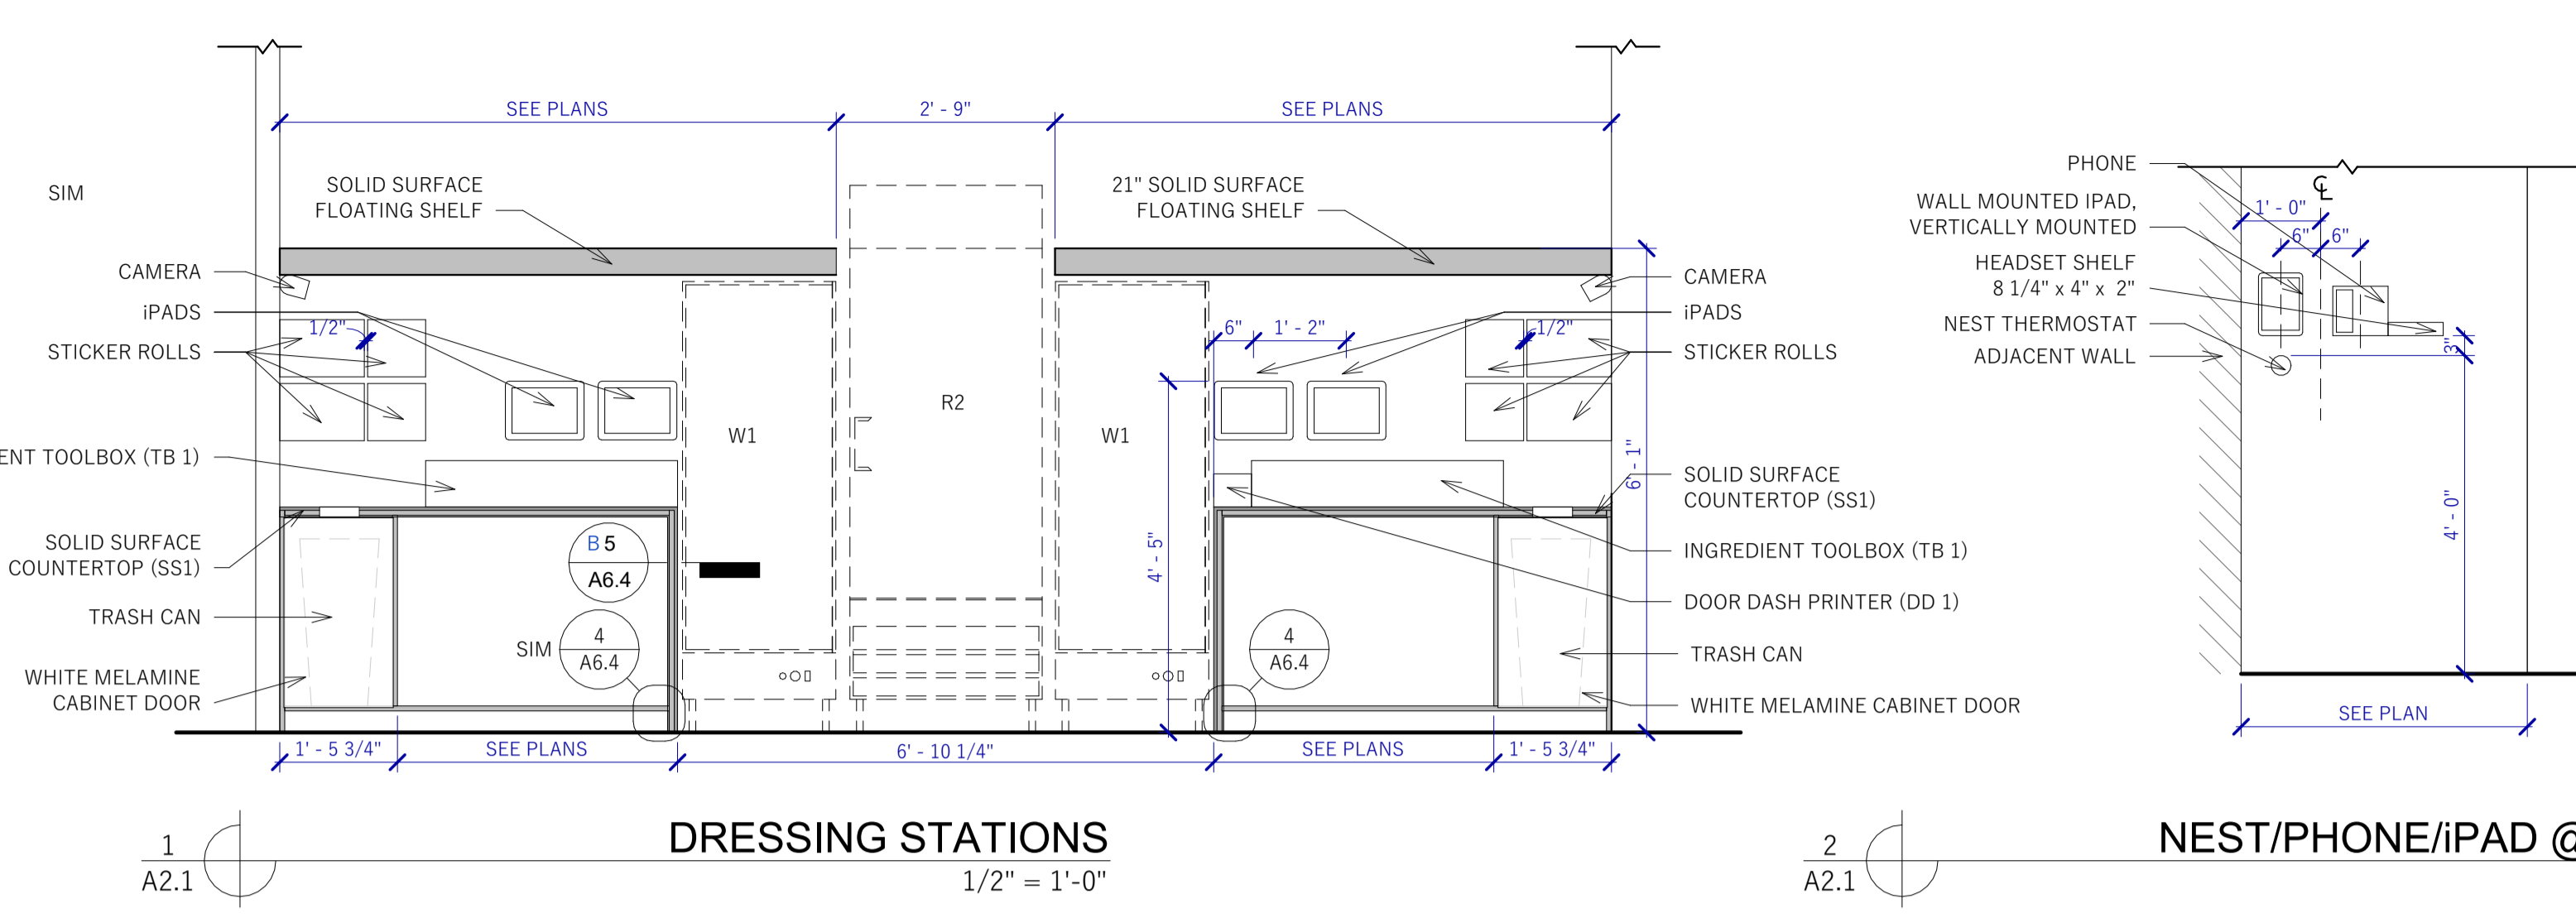 SEE PLANS
2' - 9"
SEE PLANS
SIM
SOLID SURFACE
FLOATING SHELF
21" SOLID SURFACE
FLOATING SHELF
CAMERA
iPADS
1/2"
STICKER ROLLS
ENT TOOLBOX (TB 1)
SOLID SURFACE
COUNTERTOP (SS1)
TRASH CAN
WHITE MELAMINE
CABINET DOOR
B 5
A6.4
SIM
4
A6.4
W1
R2
W1
6"
1' - 2"
1/2"
4' - 5"
6' - 1"
4
A6.4
CAMERA
iPADS
STICKER ROLLS
SOLID SURFACE
COUNTERTOP (SS1)
INGREDIENT TOOLBOX (TB 1)
DOOR DASH PRINTER (DD 1)
TRASH CAN
WHITE MELAMINE CABINET DOOR
1' - 5 3/4"
SEE PLANS
6' - 10 1/4"
SEE PLANS
1' - 5 3/4"
1
A2.1
DRESSING STATIONS
1/2" = 1'-0"
PHONE
WALL MOUNTED IPAD,
VERTICALLY MOUNTED
HEADSET SHELF
8 1/4" x 4" x 2"
NEST THERMOSTAT
ADJACENT WALL
℄
1' - 0"
6"
6"
3"
4' - 0"
SEE PLAN
2
A2.1
NEST/PHONE/iPAD @